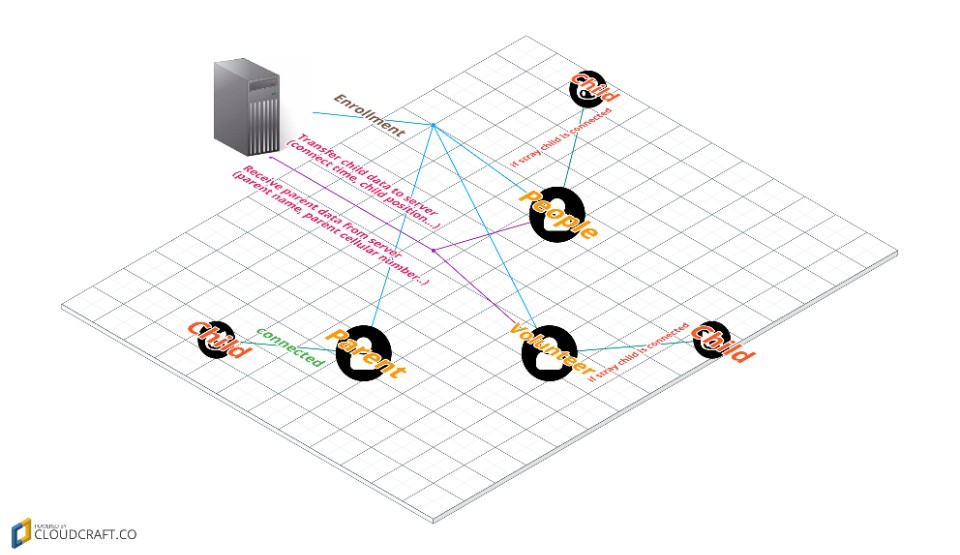 Child
Enrollment
if stray child is connected
Transfer child data to server
(connect time, child position...)
Receive parent data from server
(parent name, parent cellular number..)
People
Child
connected
Parent
Volunteer
if stray child is connected
Child
POWERED BY
CLOUDCRAFT.CO